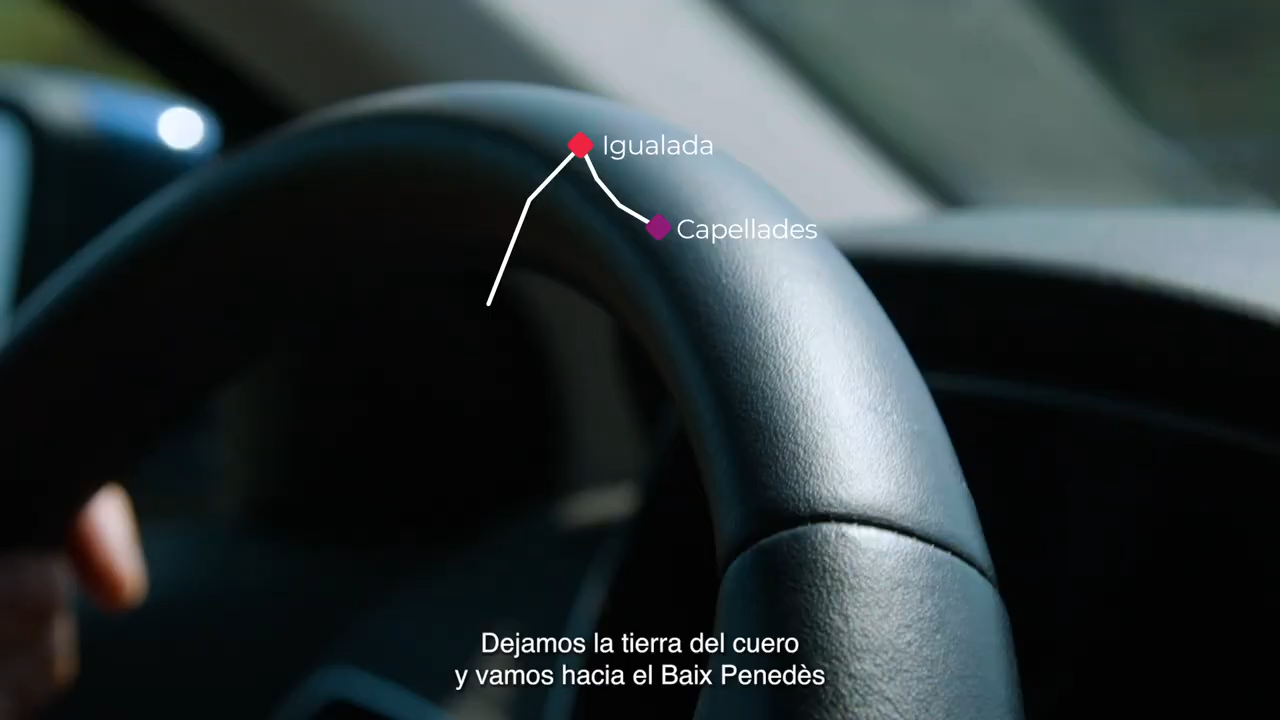 Igualada
Capellades
Dejamos la tierra del cuero
y vamos hacia el Baix Penedès